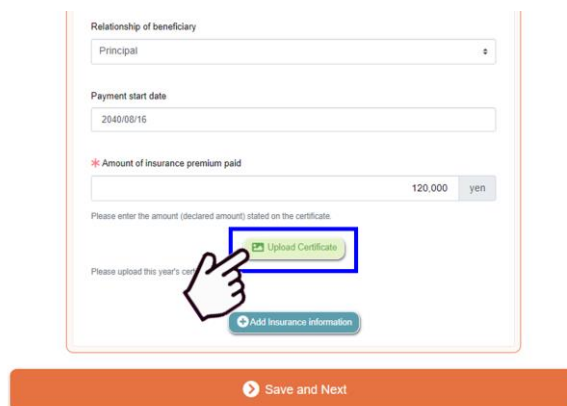 Relationship of beneficiary
Principal
Payment start date
2040/08/16
* Amount of insurance premium paid
120,000 yen
Please enter the amount (declared amount) stated on the certificate.
Upload Certificate
Please upload this year's
Add Insurance information
Save and Next